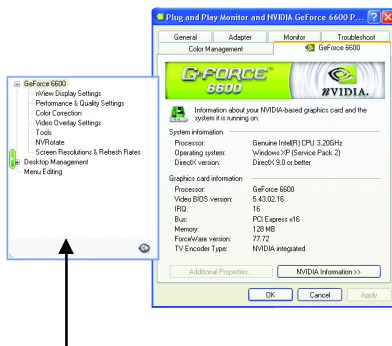 Plug and Play Monitor and NVIDIA GeForce 6600 P...
General Adapter Monitor Troubleshoot
Color Management GeForce 6600
GEFORCE
6600
NVIDIA.
Information about your NVIDIA-based graphics card and the
system it is running on.
System information
Processor: Genuine Intel(R) CPU 3.20GHz
Operating system: Windows XP (Service Pack 2)
DirectX version: DirectX 9.0 or better
Graphics card information
Processor: GeForce 6600
Video BIOS version: 5.43.02.16
IRQ: 16
Bus: PCI Express x16
Memory: 128 MB
ForceWare version: 77.72
TV Encoder Type: NVIDIA integrated
Additional Properties... NVIDIA Information >>
OK Cancel Apply
GeForce 6600
nView Display Settings
Performance & Quality Settings
Color Correction
Video Overlay Settings
Tools
NVRotate
Screen Resolutions & Refresh Rates
Desktop Management
Menu Editing